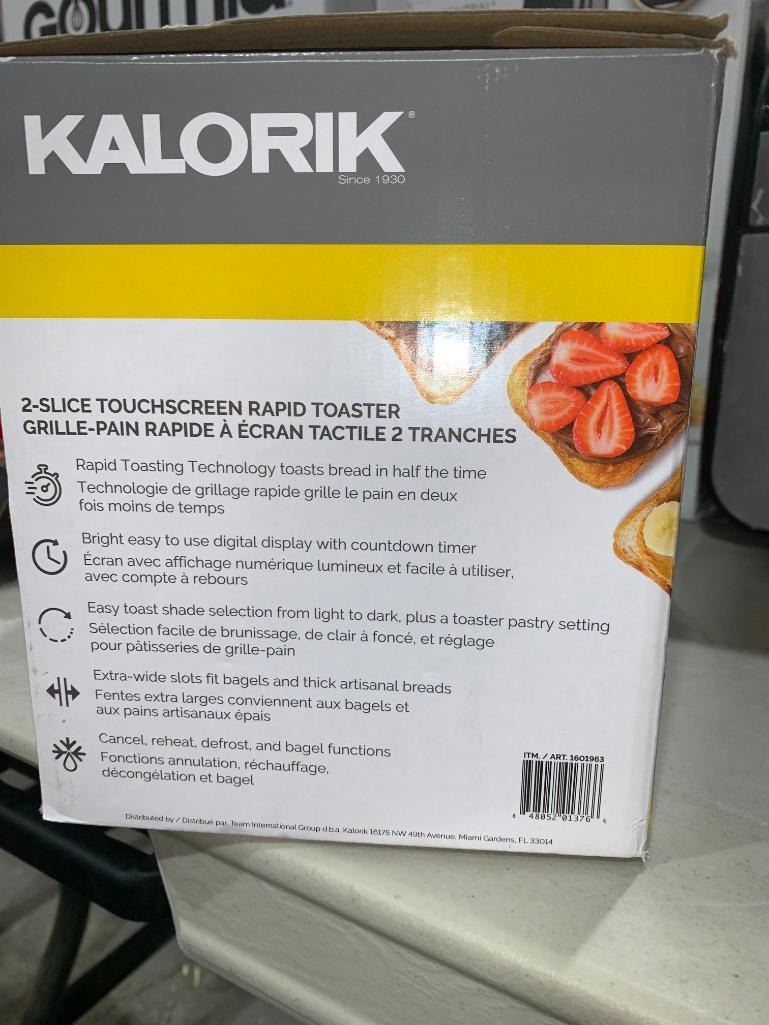 GOURMIA
KALORIK®
Since 1930
2-SLICE TOUCHSCREEN RAPID TOASTER
GRILLE-PAIN RAPIDE À ÉCRAN TACTILE 2 TRANCHES
Rapid Toasting Technology toasts bread in half the time
Technologie de grillage rapide grille le pain en deux
fois moins de temps
Bright easy to use digital display with countdown timer
Écran avec affichage numérique lumineux et facile à utiliser,
avec compte à rebours
Easy toast shade selection from light to dark, plus a toaster pastry setting
Sélection facile de brunissage, de clair à foncé, et réglage
pour pâtisseries de grille-pain
Extra-wide slots fit bagels and thick artisanal breads
Fentes extra larges conviennent aux bagels et
aux pains artisanaux épais
Cancel, reheat, defrost, and bagel functions
Fonctions annulation, réchauffage,
décongélation et bagel
ITM. / ART. 1601963
8 48052 01376 6
Distributed by / Distribué par: Team International Group d.b.a Kalorik 16175 NW 49th Avenue, Miami Gardens, FL 33014